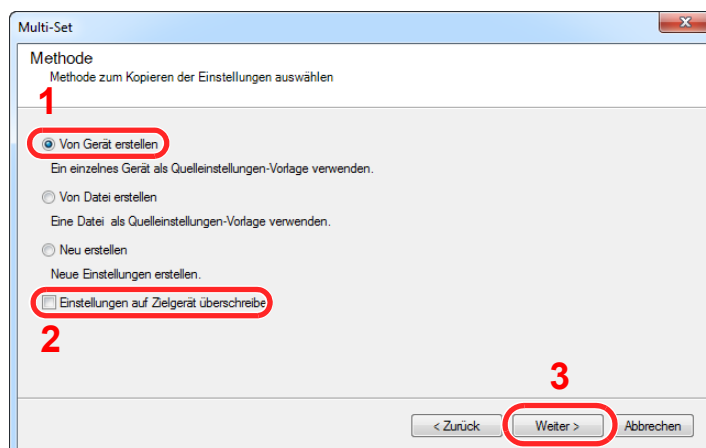 Multi-Set
Methode
Methode zum Kopieren der Einstellungen auswählen
1
Von Gerät erstellen
Ein einzelnes Gerät als Quelleinstellungen-Vorlage verwenden.
Von Datei erstellen
Eine Datei als Quelleinstellungen-Vorlage verwenden.
Neu erstellen
Neue Einstellungen erstellen.
Einstellungen auf Zielgerät überschreibe
2
3
< Zurück Weiter > Abbrechen